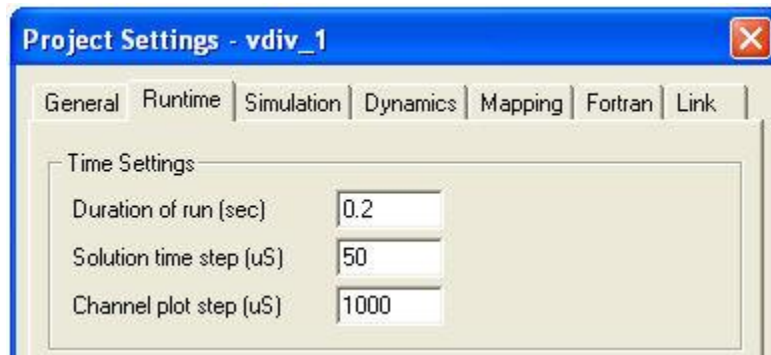 Project Settings - vdiv_1
General Runtime Simulation Dynamics Mapping Fortran Link
Time Settings
Duration of run (sec) 0.2
Solution time step (uS) 50
Channel plot step (uS) 1000